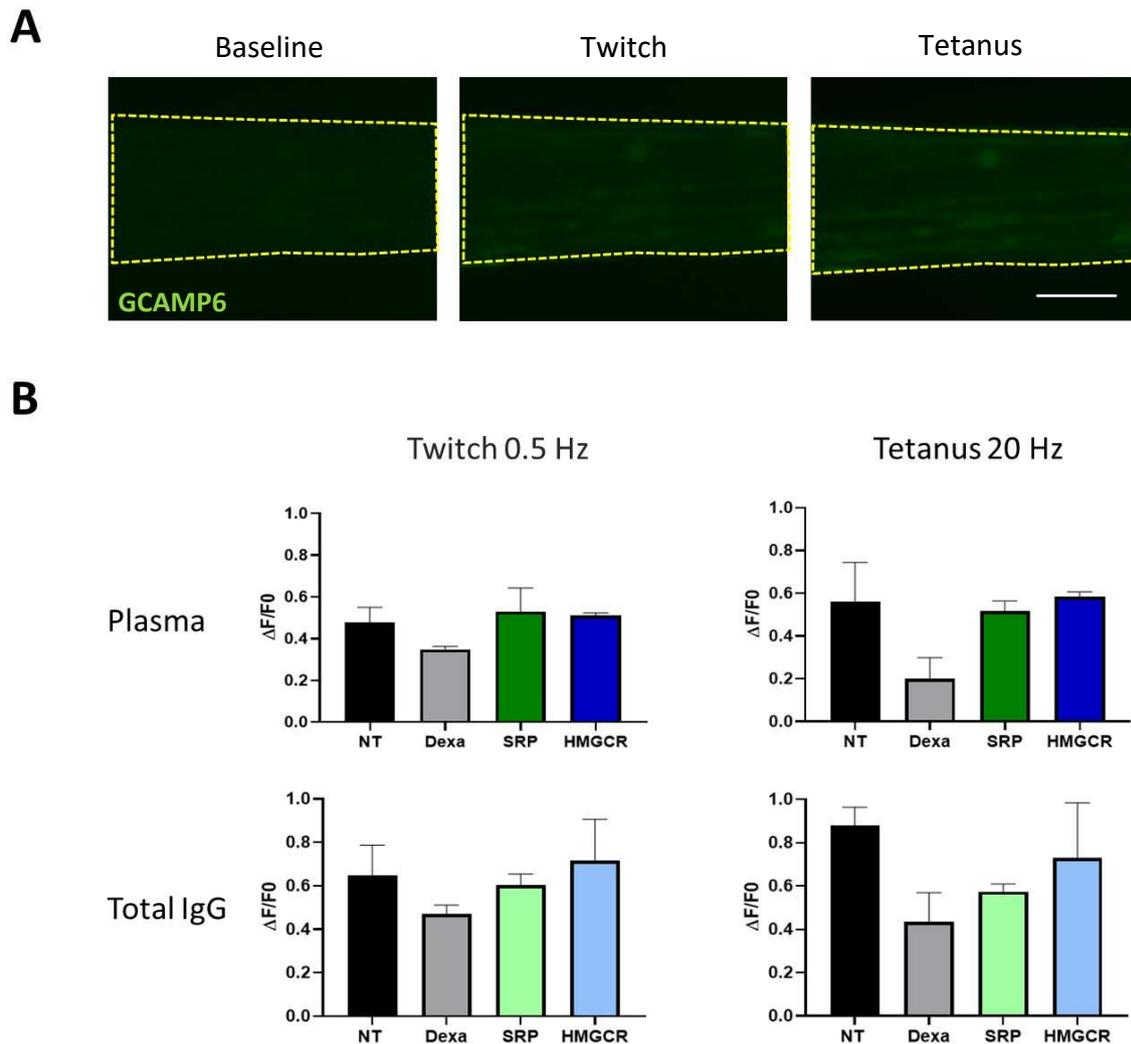 A
Baseline Twitch Tetanus
GCAMP6
B
Twitch 0.5 Hz Tetanus 20 Hz
Plasma
ΔF/F0
1.0
0.8
0.6
0.4
0.2
0.0
NT Dexa SRP HMGCR
ΔF/F0
1.0
0.8
0.6
0.4
0.2
0.0
NT Dexa SRP HMGCR
Total IgG
ΔF/F0
1.0
0.8
0.6
0.4
0.2
0.0
NT Dexa SRP HMGCR
ΔF/F0
1.0
0.8
0.6
0.4
0.2
0.0
NT Dexa SRP HMGCR